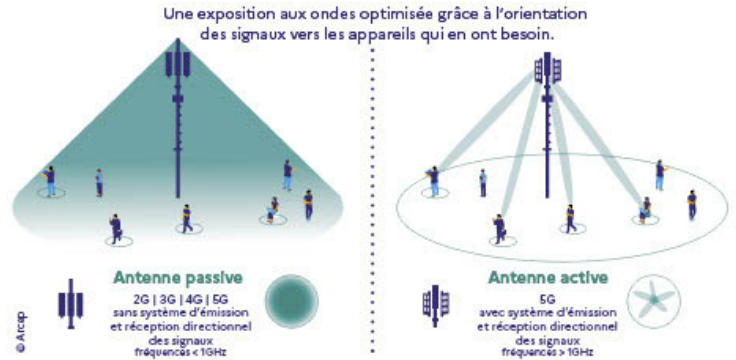 Une exposition aux ondes optimisée grâce à l'orientation
des signaux vers les appareils qui en ont besoin.
Antenne passive
2G | 3G | 4G | 5G
sans système d'émission
et réception directionnel
des signaux
fréquences < 1GHz
Antenne active
5G
avec système d'émission
et réception directionnel
des signaux
fréquences > 1GHz
© Arcep